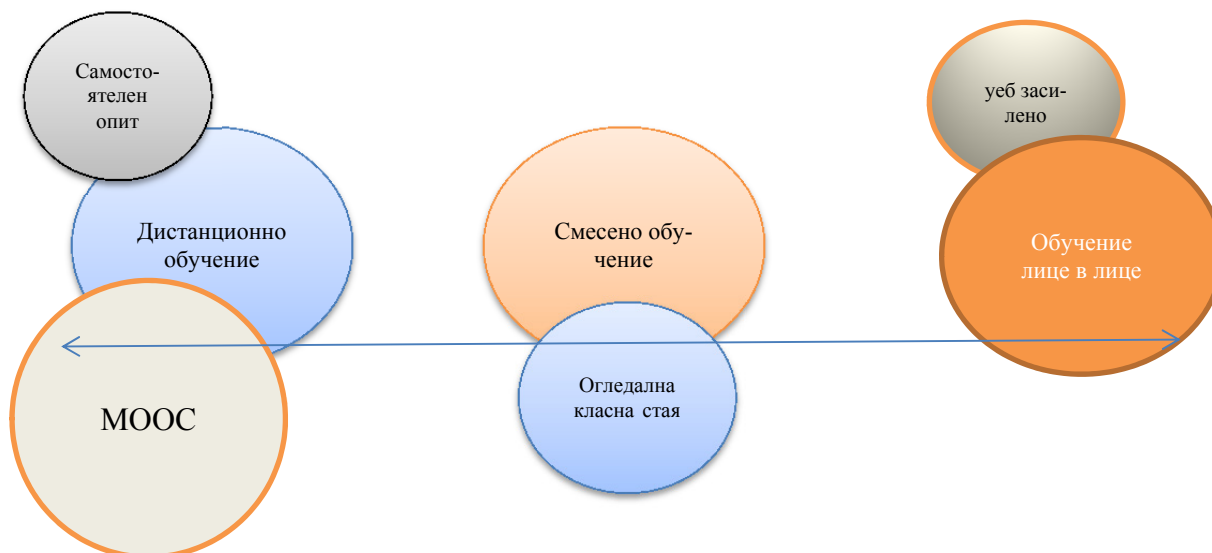 Самосто-
ятелен
опит
уеб заси-
лено
Дистанционно
обучение
Смесено обу-
чение
Обучение
лице в лице
МООС
Огледална
класна стая